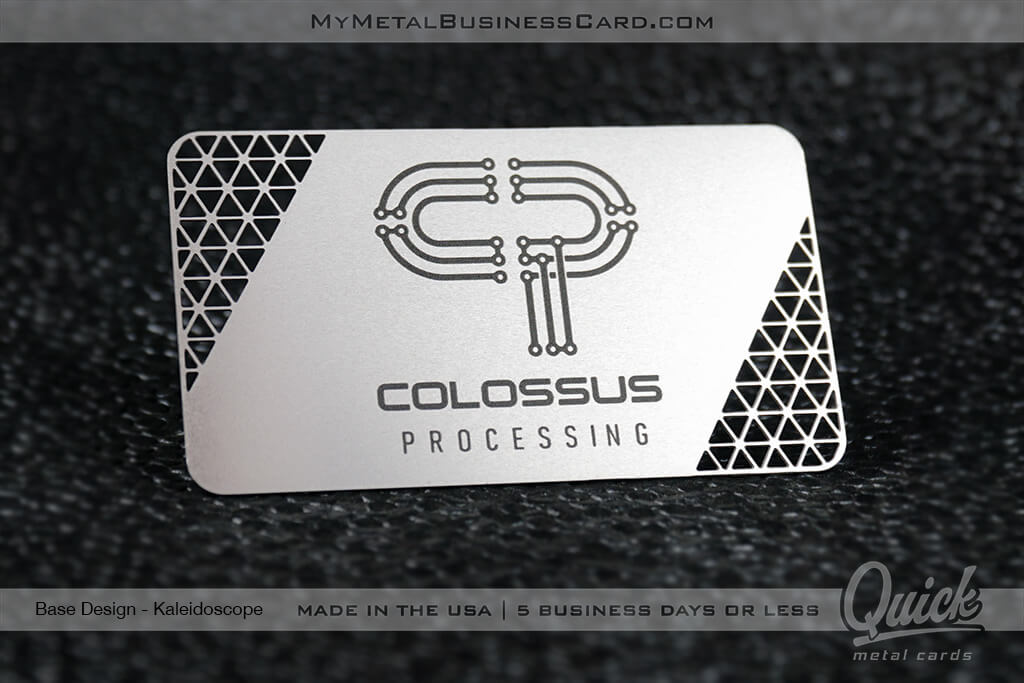 MyMetalBusinessCard.com
CP
COLOSSUS
PROCESSING
Base Design - Kaleidoscope
MADE IN THE USA | 5 BUSINESS DAYS OR LESS
Quick
metal cards